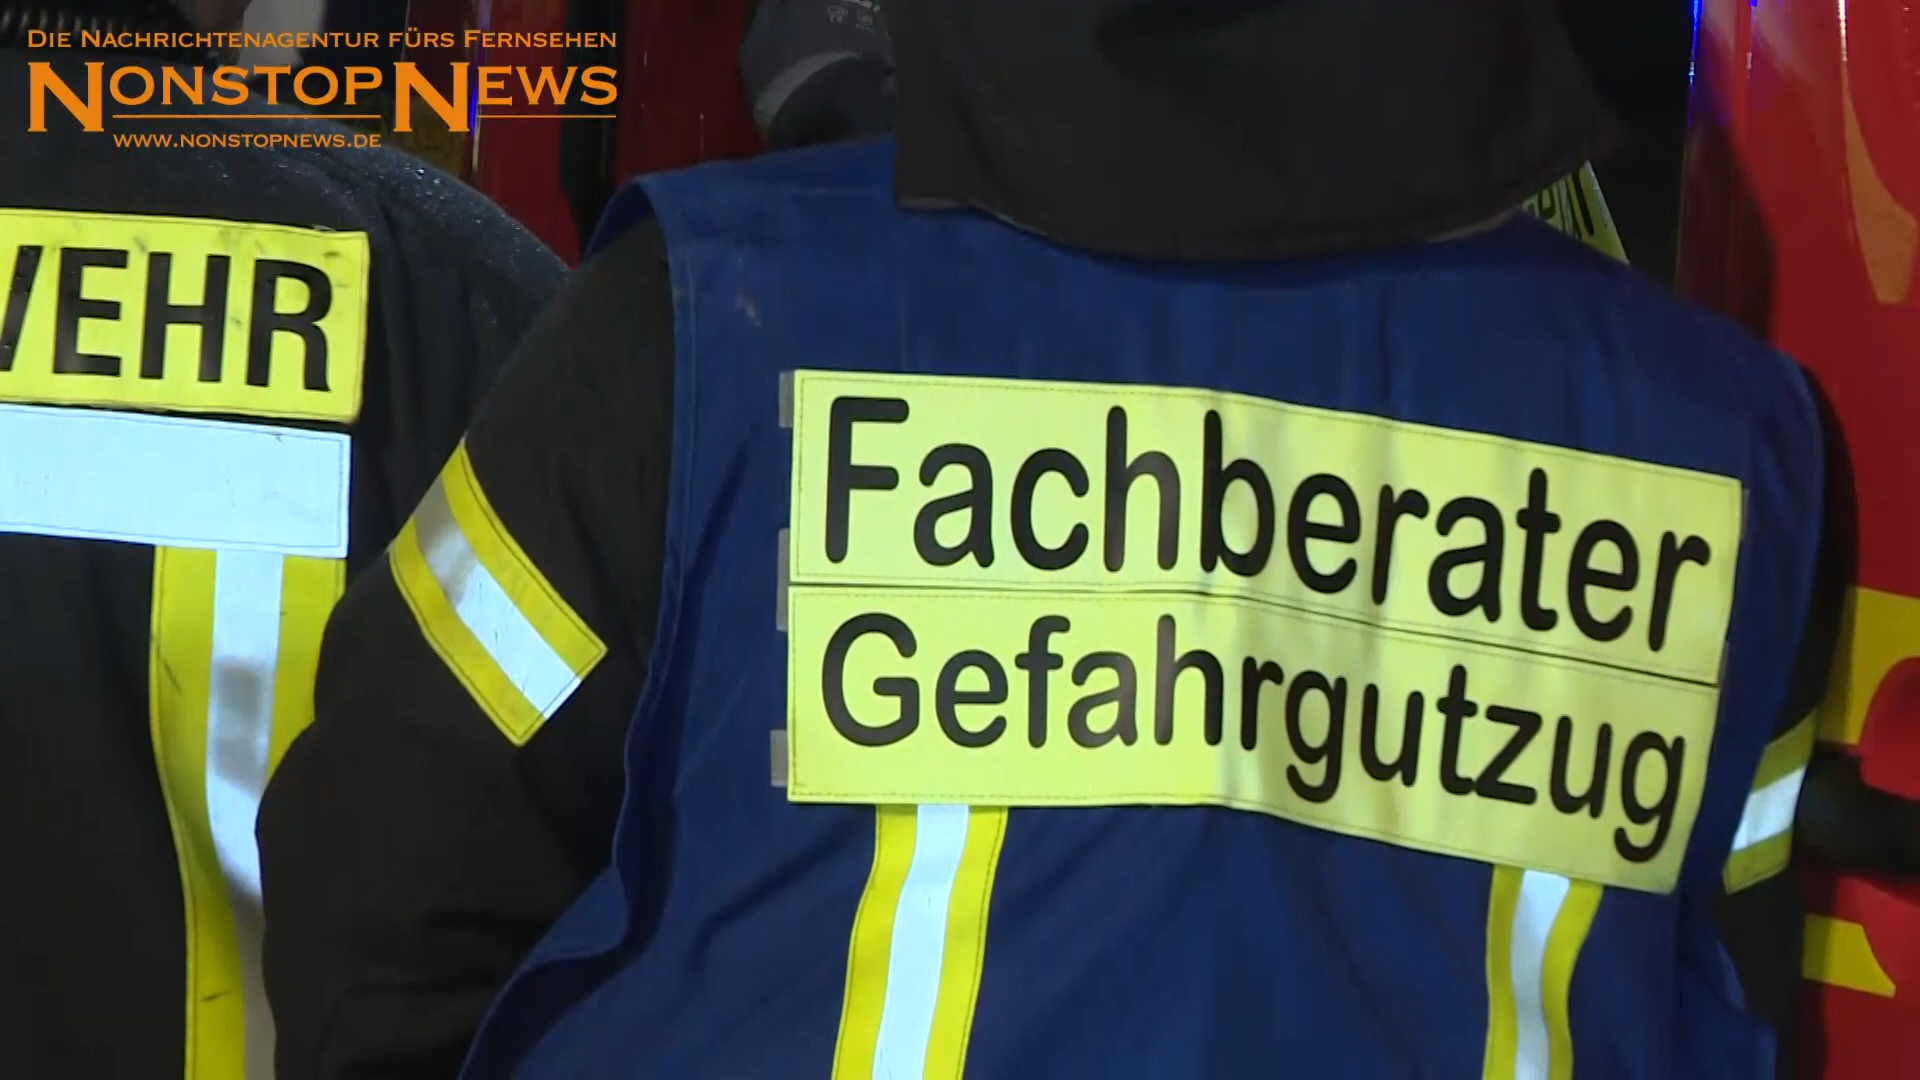 DIE NACHRICHTENAGENTUR FÜRS FERNSEHEN
NONSTOPNEWS
WWW.NONSTOPNEWS.DE
WEHR
Fachberater
Gefahrgutzug